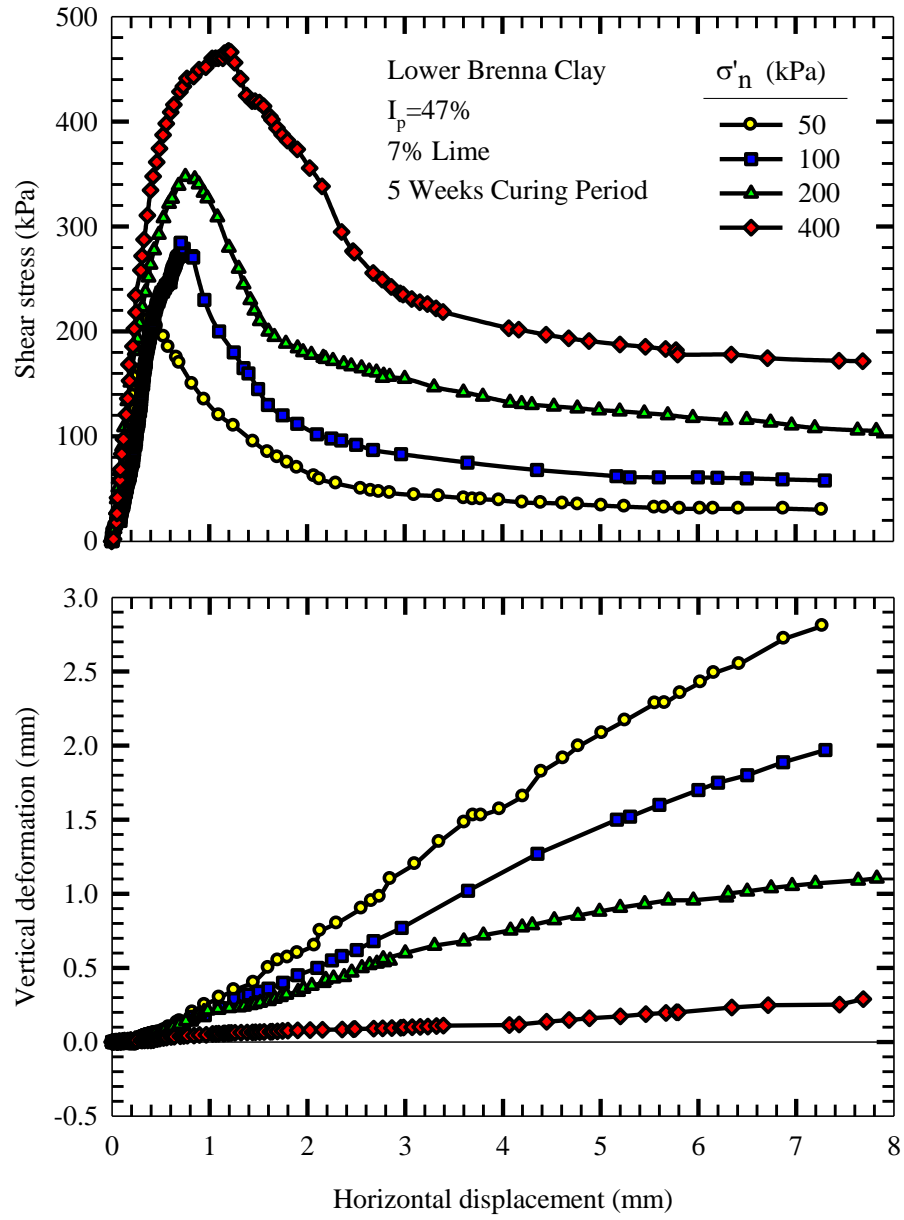 500
400
300
200
100
0
Shear stress (kPa)
Lower Brenna Clay
Ip=47%
7% Lime
5 Weeks Curing Period
σ'n (kPa)
50
100
200
400
3.0
2.5
2.0
1.5
1.0
0.5
0.0
-0.5
Vertical deformation (mm)
0 1 2 3 4 5 6 7 8
Horizontal displacement (mm)